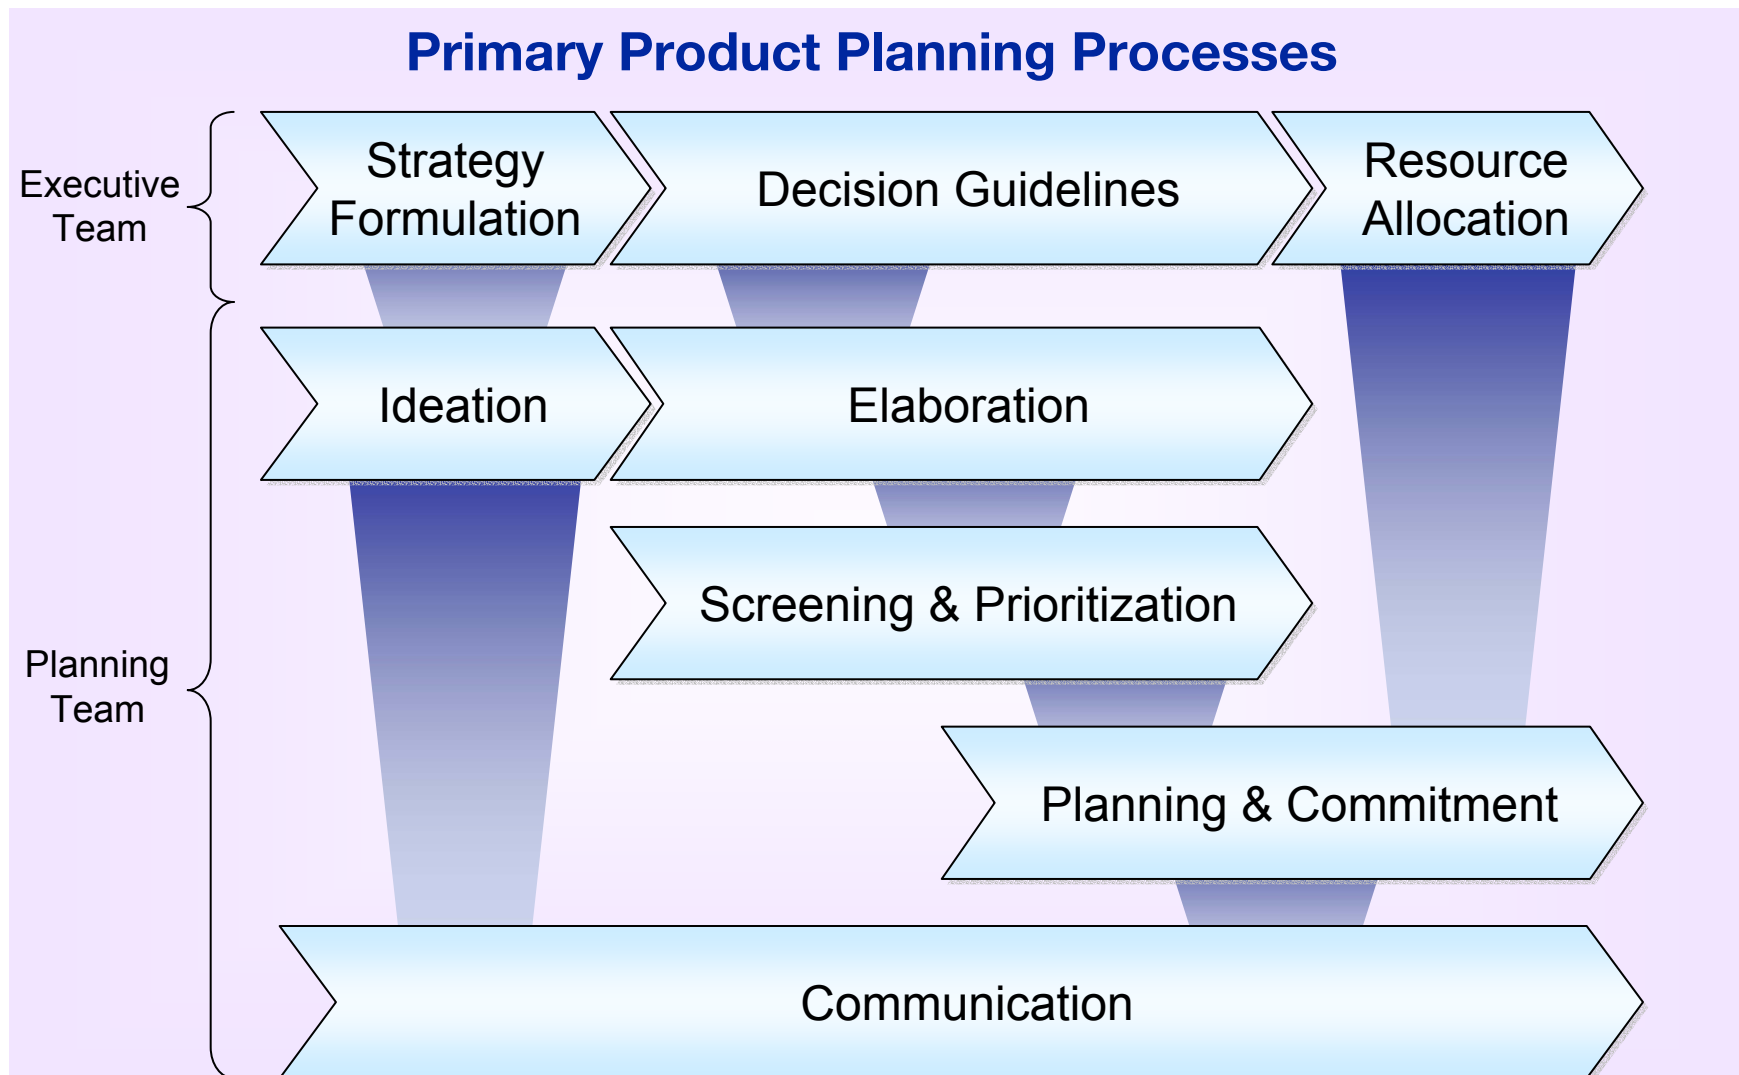 Primary Product Planning Processes
Executive
Team
Strategy
Formulation
Decision Guidelines
Resource
Allocation
Ideation
Elaboration
Screening & Prioritization
Planning
Team
Planning & Commitment
Communication